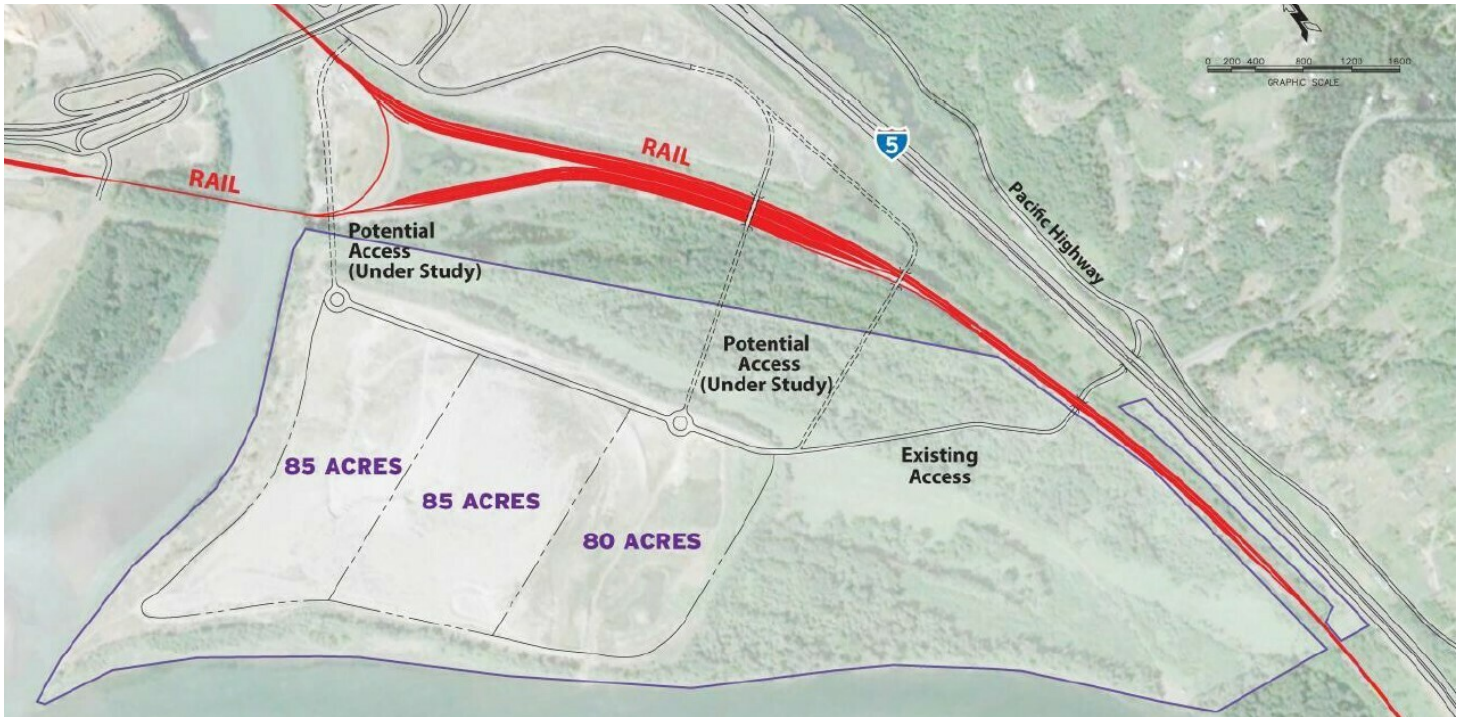 0 200 400 800 1200 1600
GRAPHIC SCALE
5
RAIL
RAIL
Pacific Highway
Potential
Access
(Under Study)
Potential
Access
(Under Study)
Existing
Access
85 ACRES
85 ACRES
80 ACRES